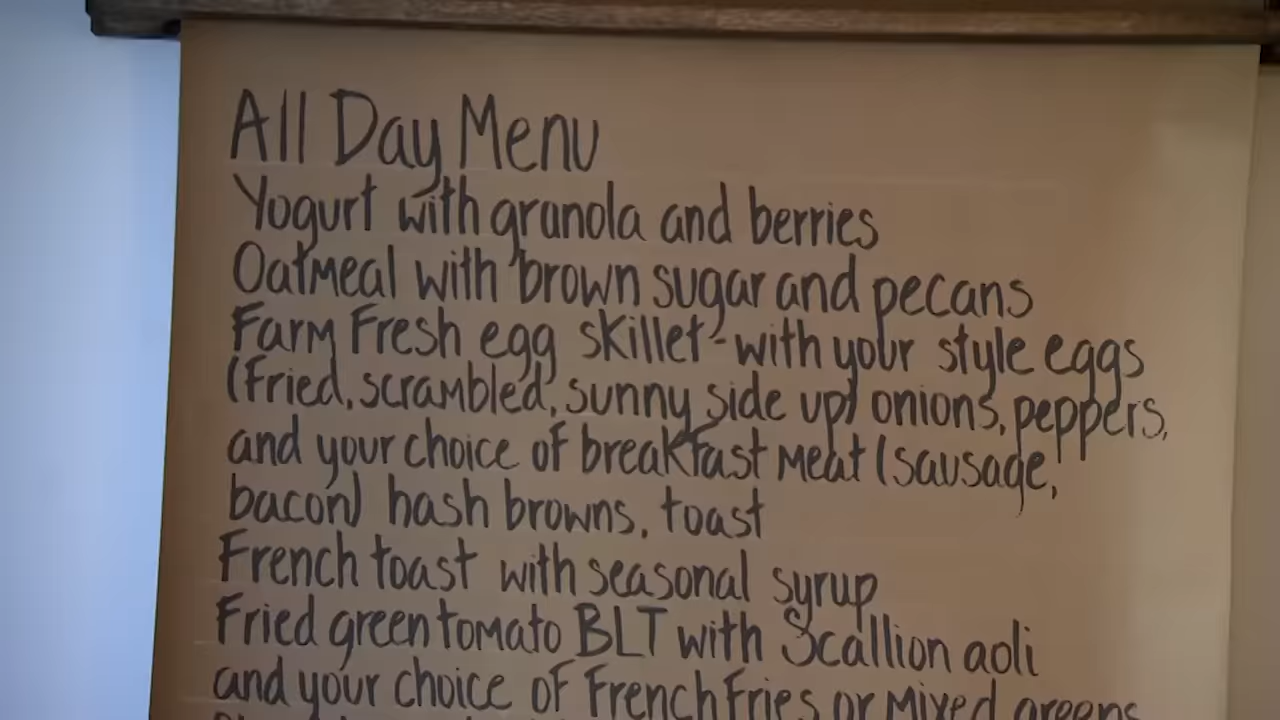 All Day Menu
Yogurt with granola and berries
Oatmeal with brown sugar and pecans
Farm Fresh egg skillet - with your style eggs
(Fried, scrambled, sunny side up) onions, peppers,
and your choice of breakfast meat (sausage,
bacon) hash browns, toast
French toast with seasonal syrup
Fried green tomato BLT with Scallion aoli
and your choice of French fries or mixed greens